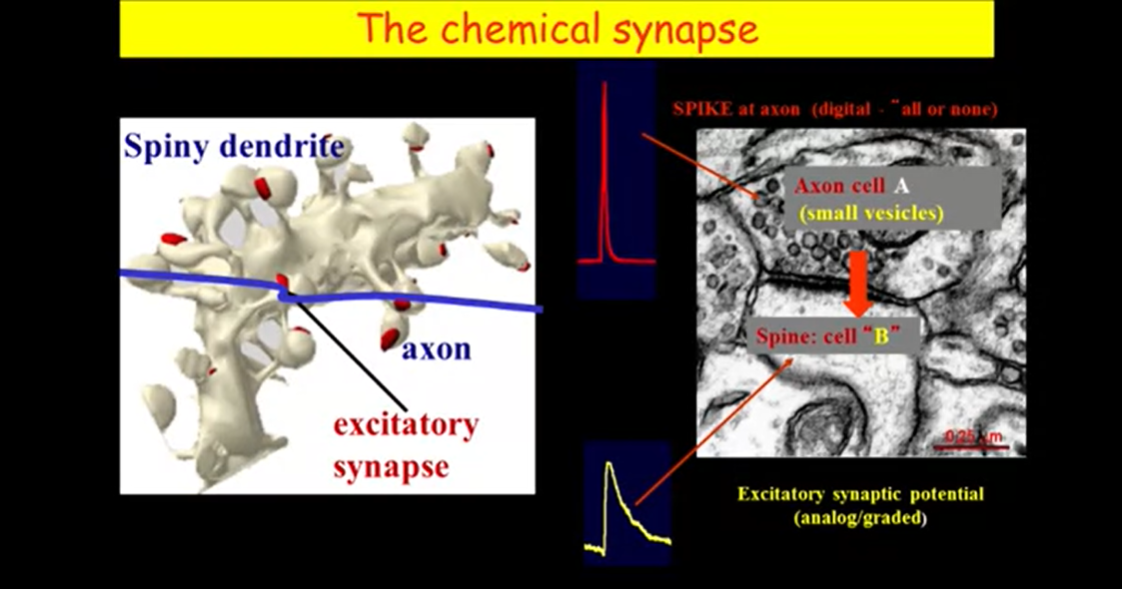 The chemical synapse
Spiny dendrite
axon
excitatory
synapse
SPIKE at axon (digital - “all or none)
Axon cell A
(small vesicles)
Spine: cell “B”
0.25 µm
Excitatory synaptic potential
(analog/graded)